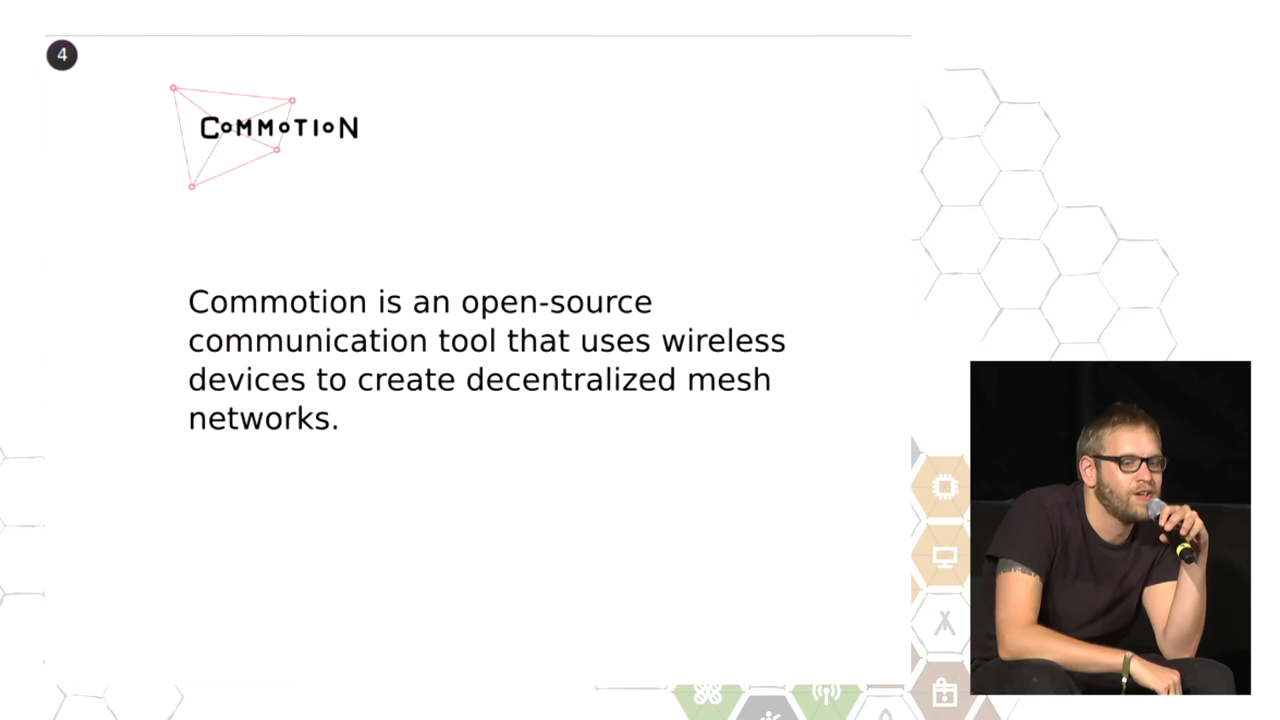 4
COMMOTION
Commotion is an open-source
communication tool that uses wireless
devices to create decentralized mesh
networks.